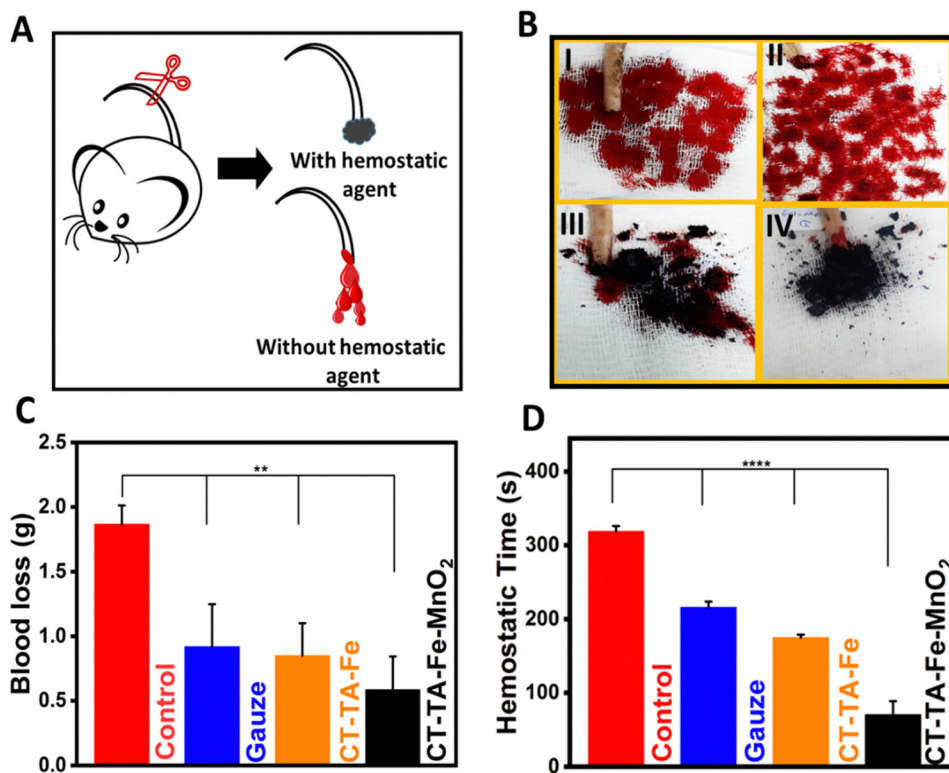 A
With hemostatic
agent
Without hemostatic
agent
B
I
II
III
IV
C
Blood loss (g)
2.5
2.0
1.5
1.0
0.5
0.0
**
Control
Gauze
CT-TA-Fe
CT-TA-Fe-MnO₂
D
Hemostatic Time (s)
400
300
200
100
0
****
Control
Gauze
CT-TA-Fe
CT-TA-Fe-MnO₂